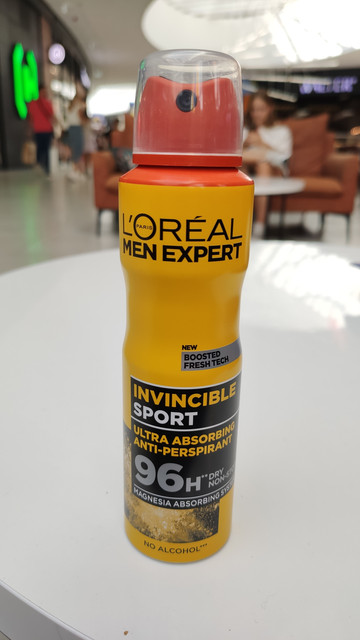 L'ORÉAL
PARIS
MEN EXPERT
NEW
BOOSTED
FRESH TECH
INVINCIBLE
SPORT
ULTRA ABSORBING
ANTI-PERSPIRANT
96H** DRY
MAGNESIA ABSORBING
NO ALCOHOL***